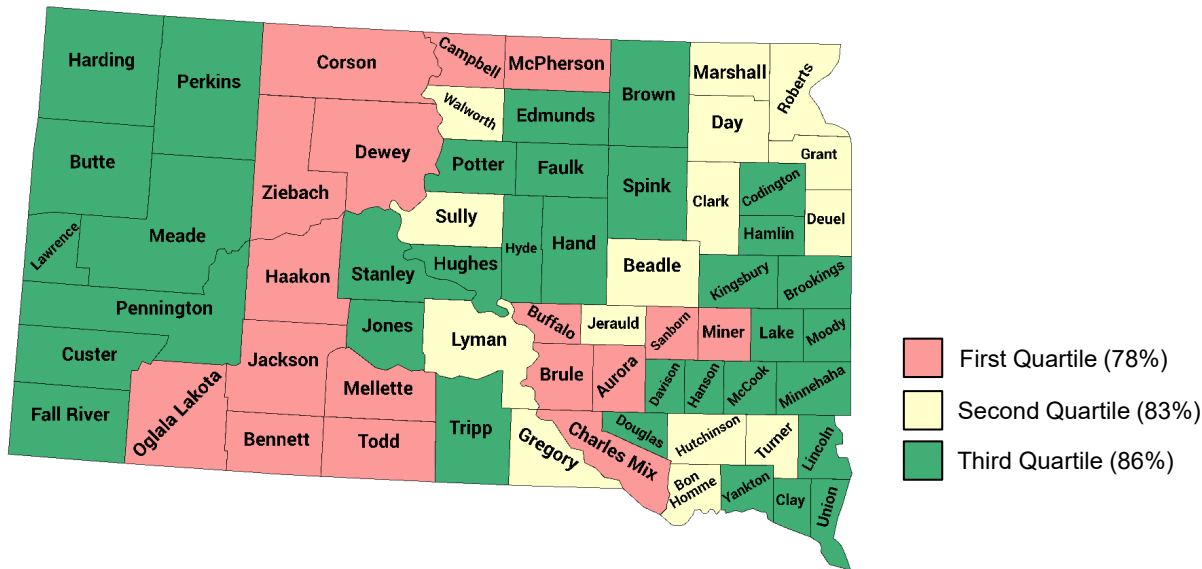 Harding
Perkins
Corson
Campbell
McPherson
Brown
Marshall
Roberts
Walworth
Edmunds
Day
Butte
Dewey
Potter
Faulk
Spink
Grant
Codington
Ziebach
Clark
Sully
Deuel
Lawrence
Meade
Hyde
Hand
Hamlin
Haakon
Stanley
Hughes
Beadle
Kingsbury
Brookings
Pennington
Jones
Lyman
Buffalo
Jerauld
Sanborn
Miner
Lake
Moody
Custer
Jackson
Mellette
Brule
Aurora
Davison
Hanson
McCook
Minnehaha
Fall River
Oglala Lakota
Bennett
Todd
Tripp
Gregory
Charles Mix
Douglas
Hutchinson
Turner
Lincoln
Bon
Homme
Yankton
Clay
Union
First Quartile (78%)
Second Quartile (83%)
Third Quartile (86%)